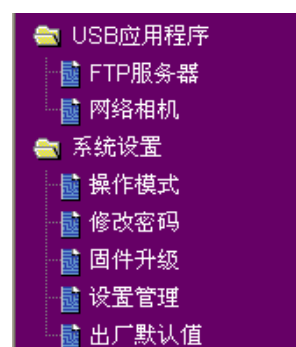 USB应用程序
FTP服务器
网络相机
系统设置
操作模式
修改密码
固件升级
设置管理
出厂默认值